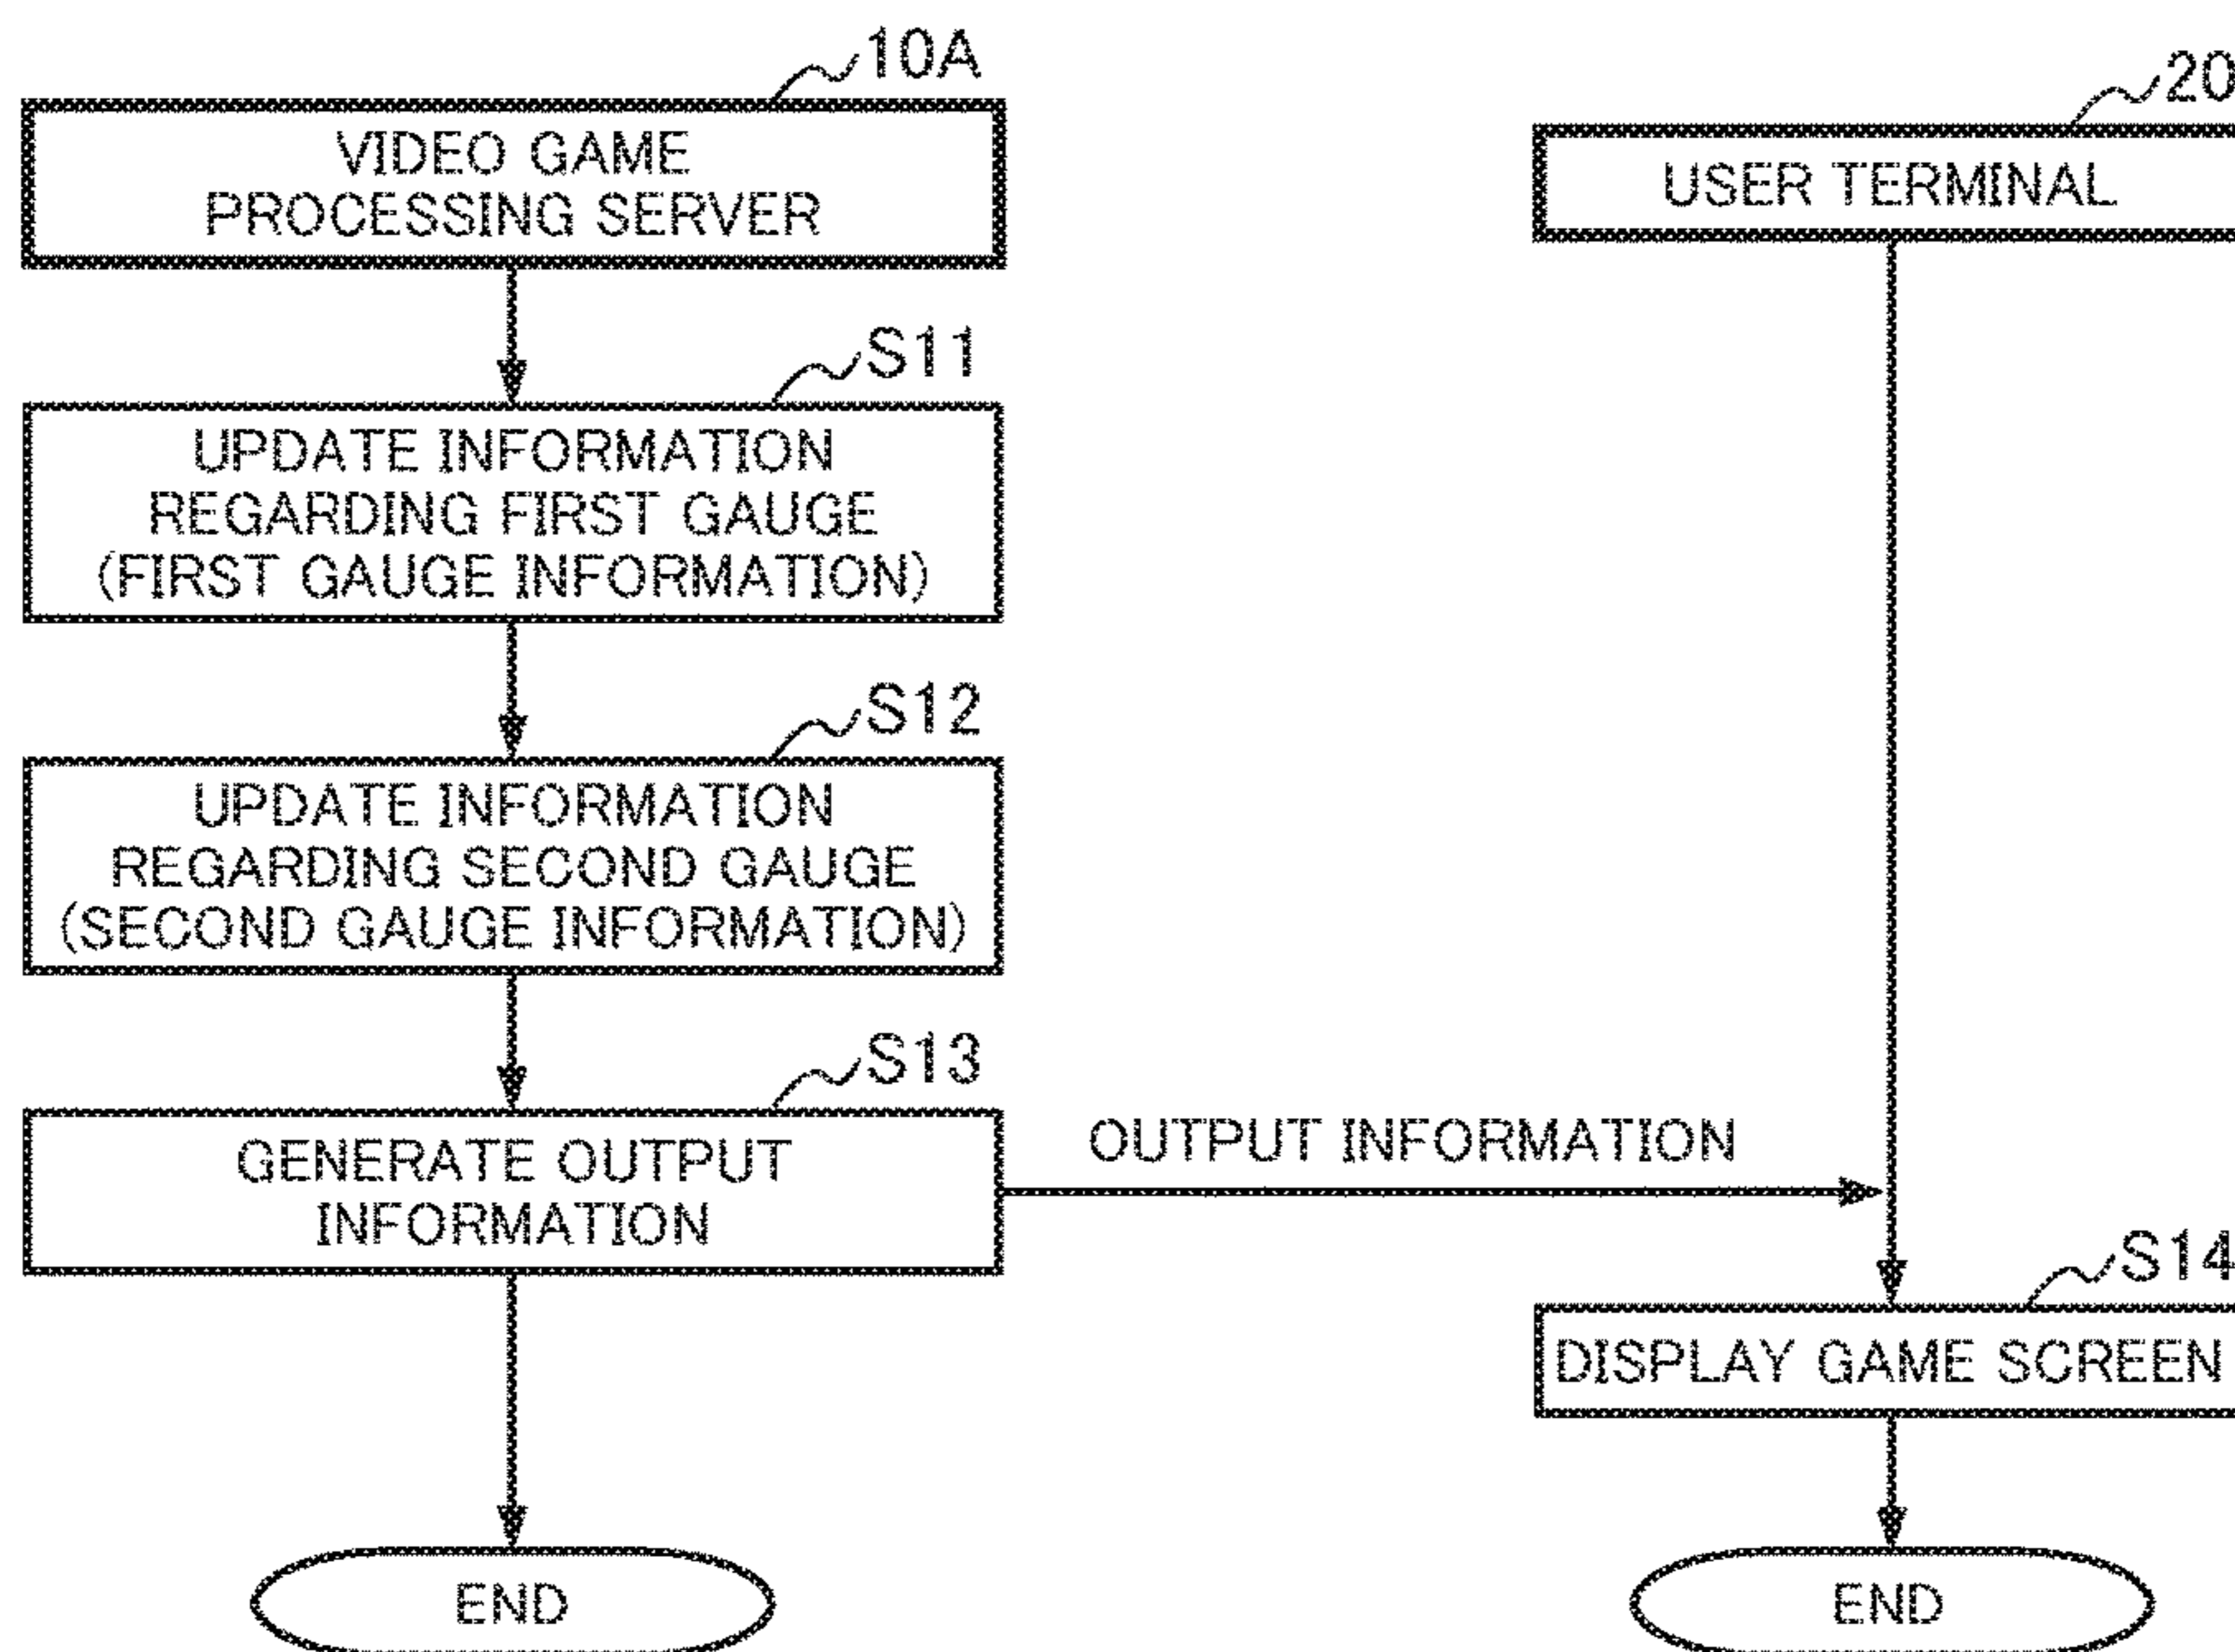 10A
VIDEO GAME
PROCESSING SERVER
20
USER TERMINAL
S11
UPDATE INFORMATION
REGARDING FIRST GAUGE
(FIRST GAUGE INFORMATION)
S12
UPDATE INFORMATION
REGARDING SECOND GAUGE
(SECOND GAUGE INFORMATION)
S13
GENERATE OUTPUT
INFORMATION
OUTPUT INFORMATION
S14
DISPLAY GAME SCREEN
END
END